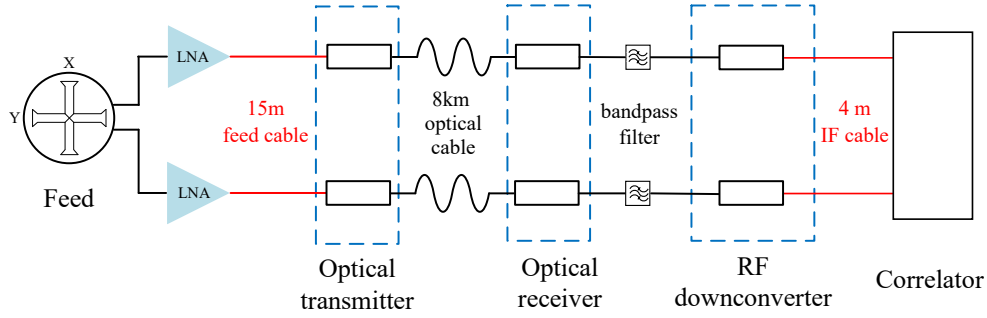 X
Y
Feed
LNA
LNA
15m
feed cable
Optical
transmitter
8km
optical
cable
Optical
receiver
bandpass
filter
RF
downconverter
4 m
IF cable
Correlator